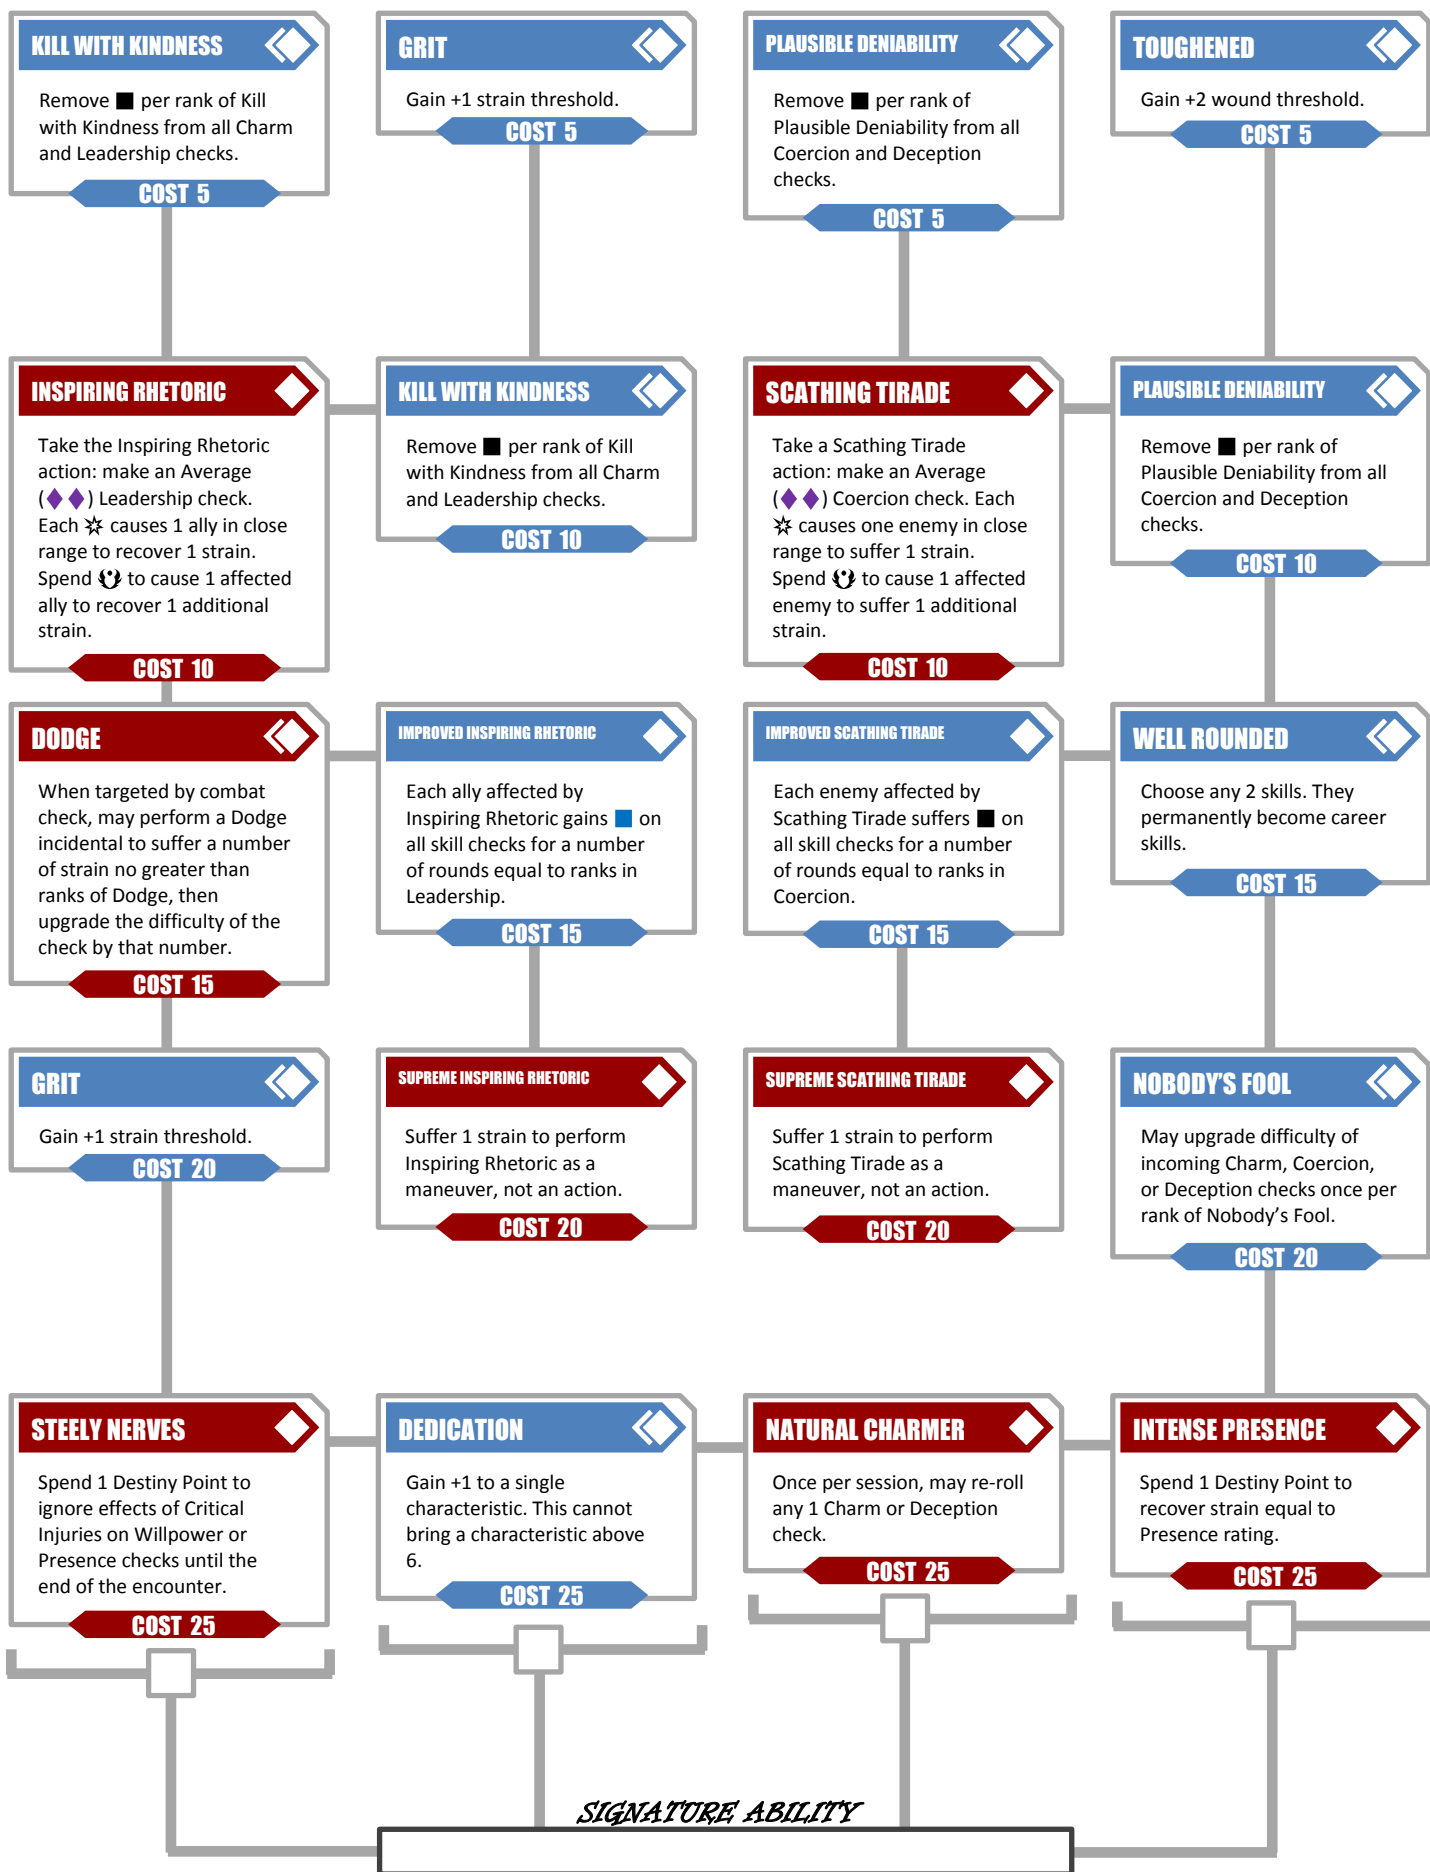 KILL WITH KINDNESS
Remove ■ per rank of Kill
with Kindness from all Charm
and Leadership checks.
COST 5
GRIT
Gain +1 strain threshold.
COST 5
PLAUSIBLE DENIABILITY
Remove ■ per rank of
Plausible Deniability from all
Coercion and Deception
checks.
COST 5
TOUGHENED
Gain +2 wound threshold.
COST 5
INSPIRING RHETORIC
Take the Inspiring Rhetoric
action: make an Average
(♦♦) Leadership check.
Each causes 1 ally in close
range to recover 1 strain.
Spend to cause 1 affected
ally to recover 1 additional
strain.
COST 10
KILL WITH KINDNESS
Remove ■ per rank of Kill
with Kindness from all Charm
and Leadership checks.
COST 10
SCATHING TIRADE
Take a Scathing Tirade
action: make an Average
(♦♦) Coercion check. Each
causes one enemy in close
range to suffer 1 strain.
Spend to cause 1 affected
enemy to suffer 1 additional
strain.
COST 10
PLAUSIBLE DENIABILITY
Remove ■ per rank of
Plausible Deniability from all
Coercion and Deception
checks.
COST 10
DODGE
When targeted by combat
check, may perform a Dodge
incidental to suffer a number
of strain no greater than
ranks of Dodge, then
upgrade the difficulty of the
check by that number.
COST 15
IMPROVED INSPIRING RHETORIC
Each ally affected by
Inspiring Rhetoric gains ■ on
all skill checks for a number
of rounds equal to ranks in
Leadership.
COST 15
IMPROVED SCATHING TIRADE
Each enemy affected by
Scathing Tirade suffers ■ on
all skill checks for a number
of rounds equal to ranks in
Coercion.
COST 15
WELL ROUNDED
Choose any 2 skills. They
permanently become career
skills.
COST 15
GRIT
Gain +1 strain threshold.
COST 20
SUPREME INSPIRING RHETORIC
Suffer 1 strain to perform
Inspiring Rhetoric as a
maneuver, not an action.
COST 20
SUPREME SCATHING TIRADE
Suffer 1 strain to perform
Scathing Tirade as a
maneuver, not an action.
COST 20
NOBODY'S FOOL
May upgrade difficulty of
incoming Charm, Coercion,
or Deception checks once per
rank of Nobody's Fool.
COST 20
STEELY NERVES
Spend 1 Destiny Point to
ignore effects of Critical
Injuries on Willpower or
Presence checks until the
end of the encounter.
COST 25
DEDICATION
Gain +1 to a single
characteristic. This cannot
bring a characteristic above
6.
COST 25
NATURAL CHARMER
Once per session, may re-roll
any 1 Charm or Deception
check.
COST 25
INTENSE PRESENCE
Spend 1 Destiny Point to
recover strain equal to
Presence rating.
COST 25
SIGNATURE ABILITY